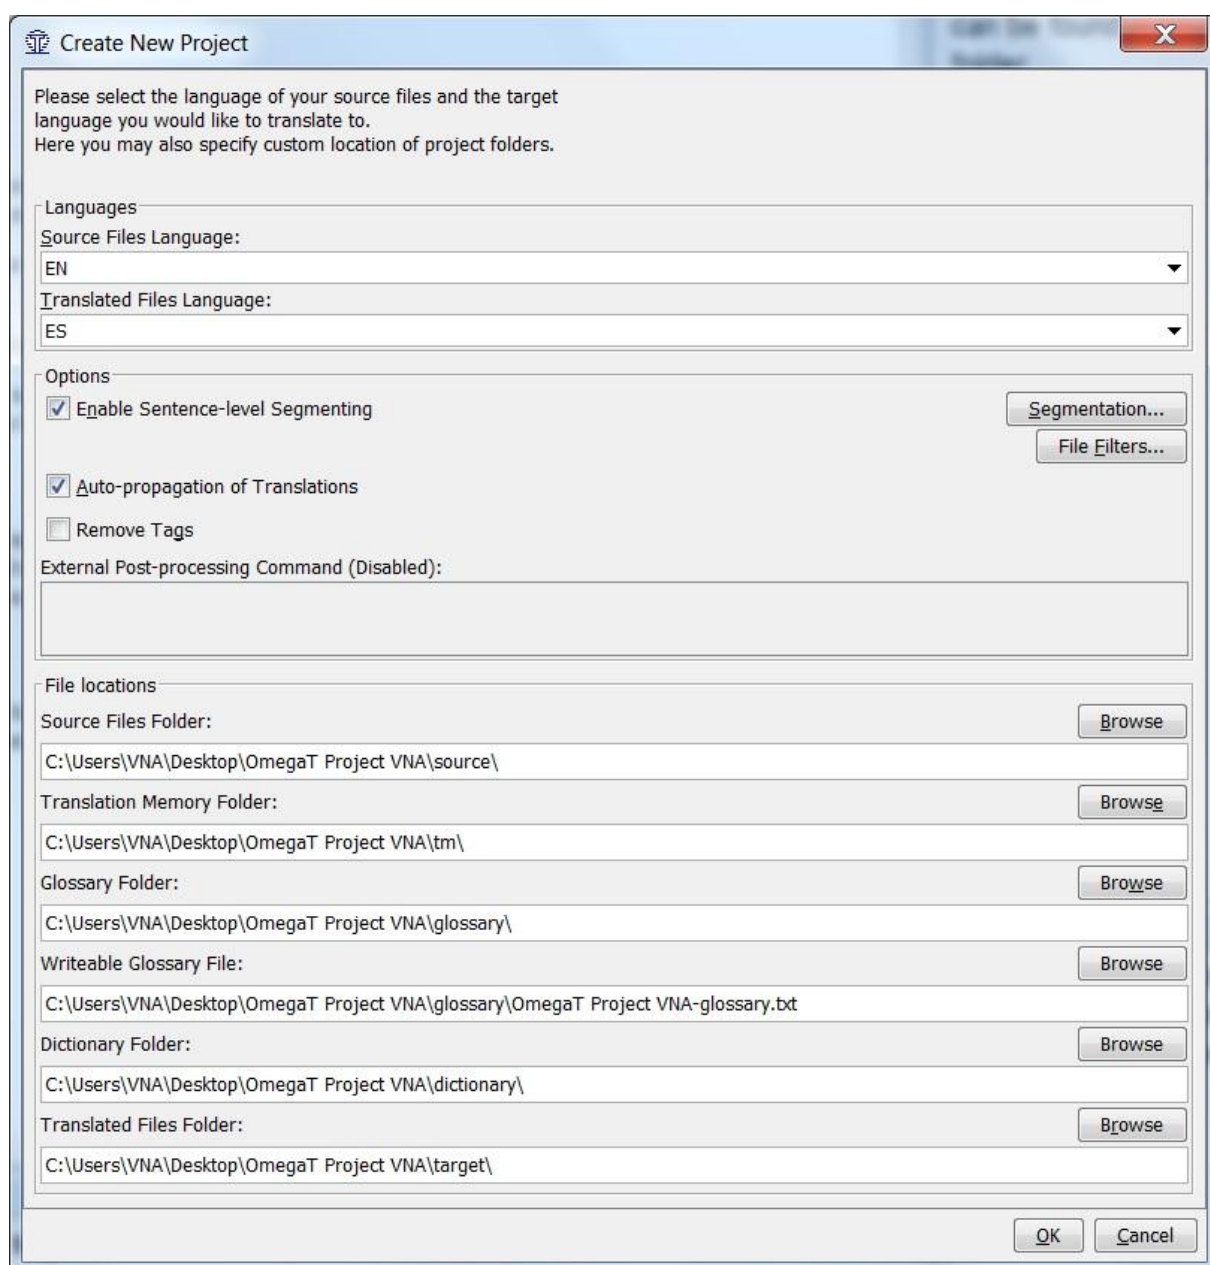 can be found
folder
Create New Project
X
Please select the language of your source files and the target
language you would like to translate to.
Here you may also specify custom location of project folders.
Languages
Source Files Language:
EN
Translated Files Language:
ES
Options
Enable Sentence-level Segmenting
Segmentation...
File Filters...
Auto-propagation of Translations
Remove Tags
External Post-processing Command (Disabled):
File locations
Source Files Folder:
Browse
C:\Users\VNA\Desktop\OmegaT Project VNA\source\
Translation Memory Folder:
Browse
C:\Users\VNA\Desktop\OmegaT Project VNA\tm\
Glossary Folder:
Browse
C:\Users\VNA\Desktop\OmegaT Project VNA\glossary\
Writeable Glossary File:
Browse
C:\Users\VNA\Desktop\OmegaT Project VNA\glossary\OmegaT Project VNA-glossary.txt
Dictionary Folder:
Browse
C:\Users\VNA\Desktop\OmegaT Project VNA\dictionary\
Translated Files Folder:
Browse
C:\Users\VNA\Desktop\OmegaT Project VNA\target\
OK
Cancel